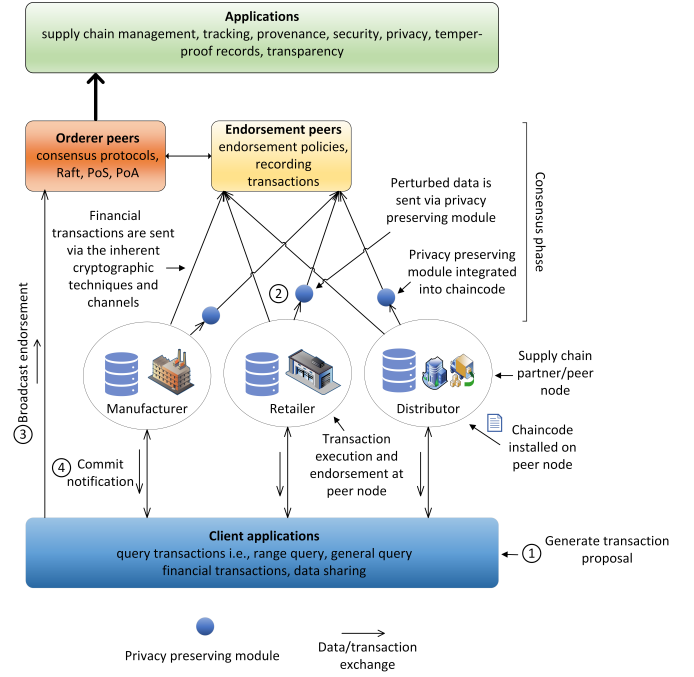 Applications
supply chain management, tracking, provenance, security, privacy, temper-
proof records, transparency
Orderer peers
consensus protocols,
Raft, PoS, PoA
Endorsement peers
endorsement policies,
recording
transactions
Consensus phase
Perturbed data is
sent via privacy
preserving module
Financial
transactions are sent
via the inherent
cryptographic
techniques and
channels
Privacy preserving
module integrated
into chaincode
2
Manufacturer
Retailer
Distributor
Supply chain
partner/peer
node
Chaincode
installed on
peer node
Transaction
execution and
endorsement at
peer node
3 Broadcast endorsement
4 Commit
notification
Client applications
query transactions i.e., range query, general query
financial transactions, data sharing
1 Generate transaction
proposal
Privacy preserving module
Data/transaction
exchange